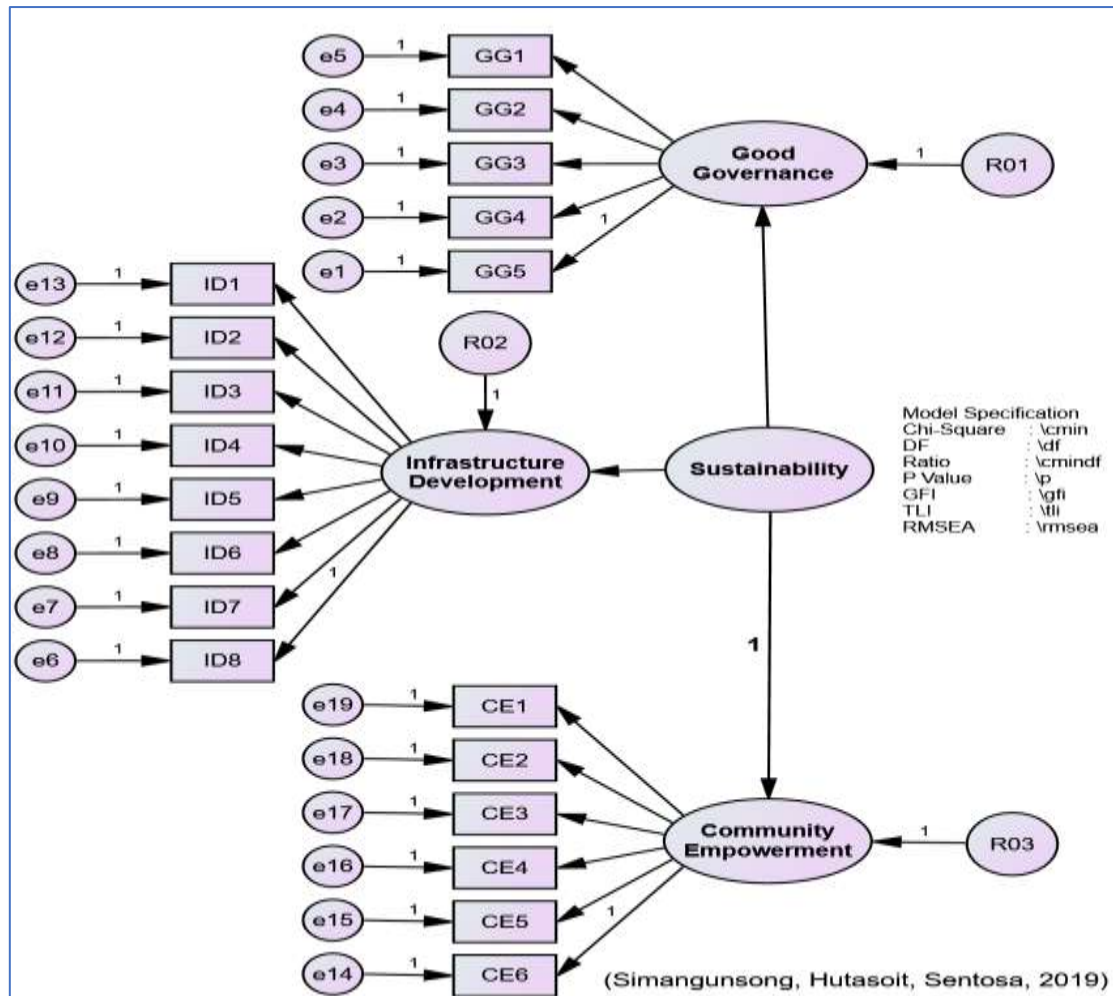 e5 1 GG1
e4 1 GG2
e3 1 GG3
e2 1 GG4
e1 1 GG5
1
Good
Governance
1 R01
e13 1 ID1
e12 1 ID2
e11 1 ID3
e10 1 ID4
e9 1 ID5
e8 1 ID6
e7 1 ID7
e6 1 ID8
1
R02
1
Infrastructure
Development
Sustainability
Model Specification
Chi-Square : \cmin
DF : \df
Ratio : \cmindf
P Value : \p
GFI : \gfi
TLI : \tli
RMSEA : \rmsea
1
e19 1 CE1
e18 1 CE2
e17 1 CE3
e16 1 CE4
e15 1 CE5
e14 1 CE6
1
Community
Empowerment
1 R03
(Simangunsong, Hutasoit, Sentosa, 2019)